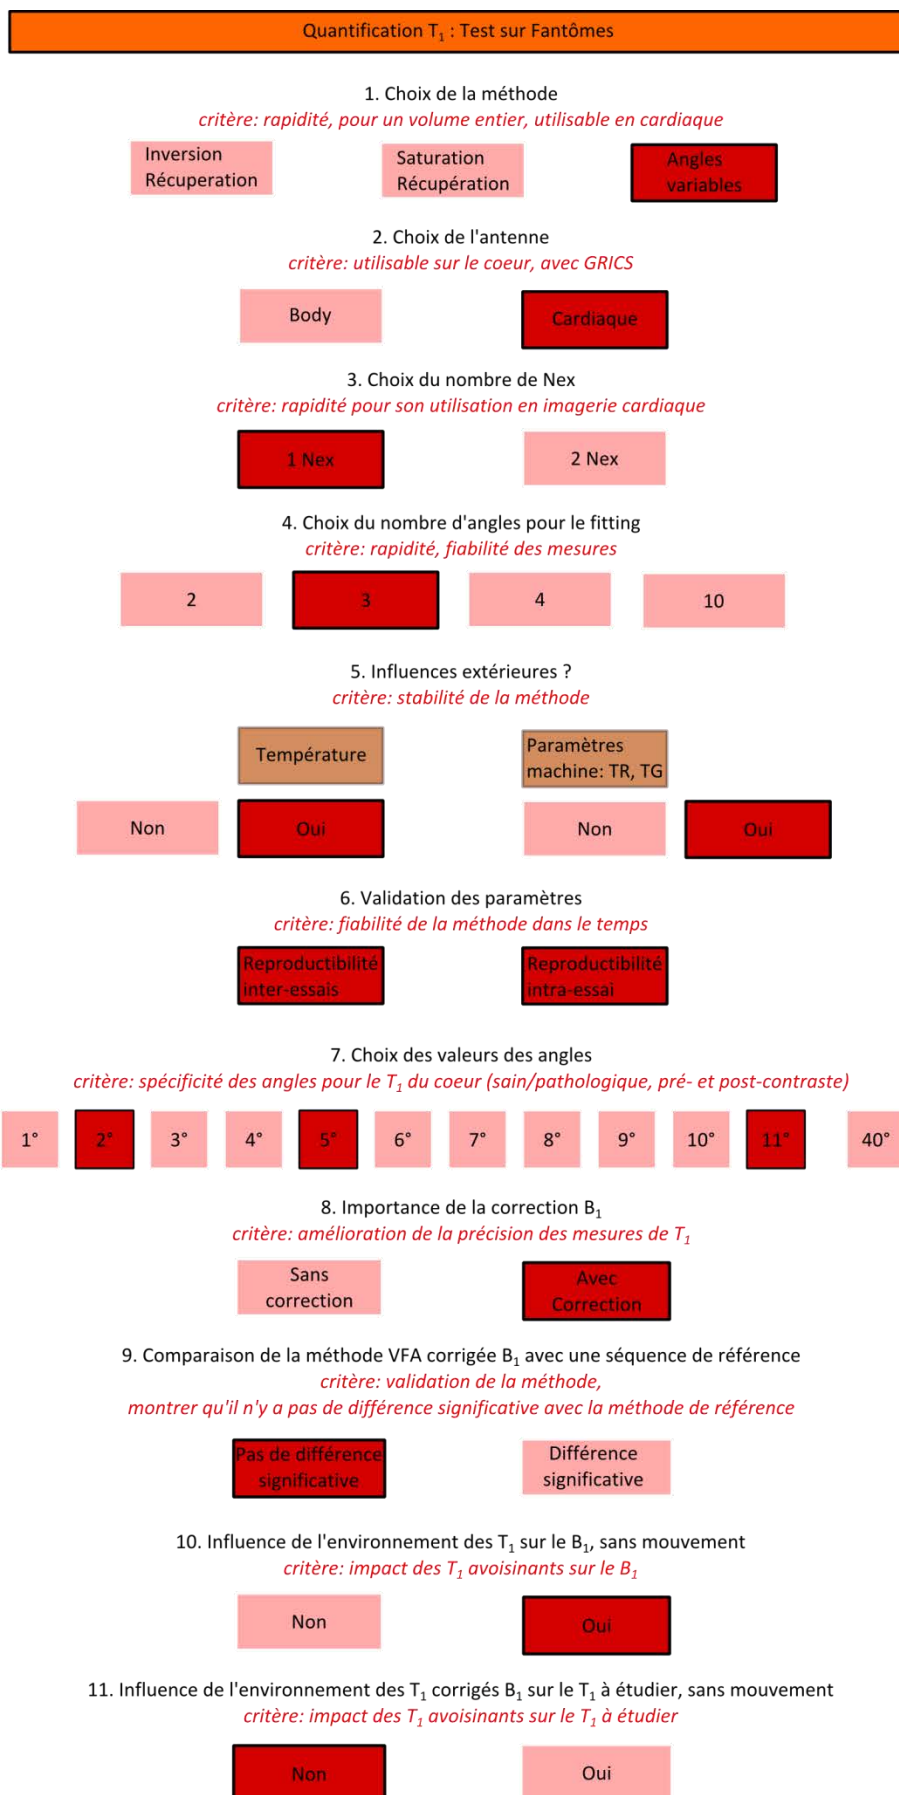 Quantification T₁ : Test sur Fantômes
1. Choix de la méthode
critère: rapidité, pour un volume entier, utilisable en cardiaque
Inversion
Récuperation
Saturation
Récupération
Angles
variables
2. Choix de l'antenne
critère: utilisable sur le coeur, avec GRICS
Body
Cardiaque
3. Choix du nombre de Nex
critère: rapidité pour son utilisation en imagerie cardiaque
1 Nex
2 Nex
4. Choix du nombre d'angles pour le fitting
critère: rapidité, fiabilité des mesures
2
3
4
10
5. Influences extérieures ?
critère: stabilité de la méthode
Température
Paramètres
machine: TR, TG
Non
Oui
Non
Oui
6. Validation des paramètres
critère: fiabilité de la méthode dans le temps
Reproductibilité
inter-essais
Reproductibilité
intra-essai
7. Choix des valeurs des angles
critère: spécificité des angles pour le T₁ du coeur (sain/pathologique, pré- et post-contraste)
1°
2°
3°
4°
5°
6°
7°
8°
9°
10°
11°
40°
8. Importance de la correction B₁
critère: amélioration de la précision des mesures de T₁
Sans
correction
Avec
Correction
9. Comparaison de la méthode VFA corrigée B₁ avec une séquence de référence
critère: validation de la méthode,
montrer qu'il n'y a pas de différence significative avec la méthode de référence
Pas de différence
significative
Différence
significative
10. Influence de l'environnement des T₁ sur le B₁, sans mouvement
critère: impact des T₁ avoisinants sur le B₁
Non
Oui
11. Influence de l'environnement des T₁ corrigés B₁ sur le T₁ à étudier, sans mouvement
critère: impact des T₁ avoisinants sur le T₁ à étudier
Non
Oui